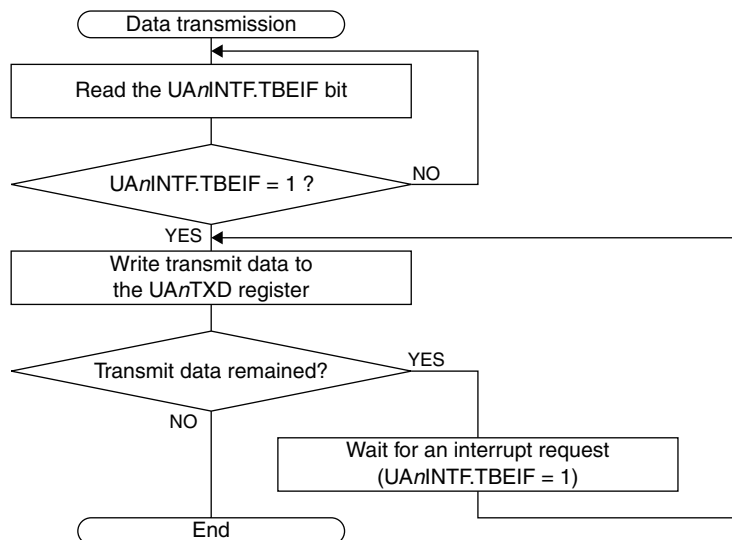 Data transmission
Read the UAnINTF.TBEIF bit
UAnINTF.TBEIF = 1 ?
NO
YES
Write transmit data to
the UAnTXD register
Transmit data remained?
YES
NO
Wait for an interrupt request
(UAnINTF.TBEIF = 1)
End